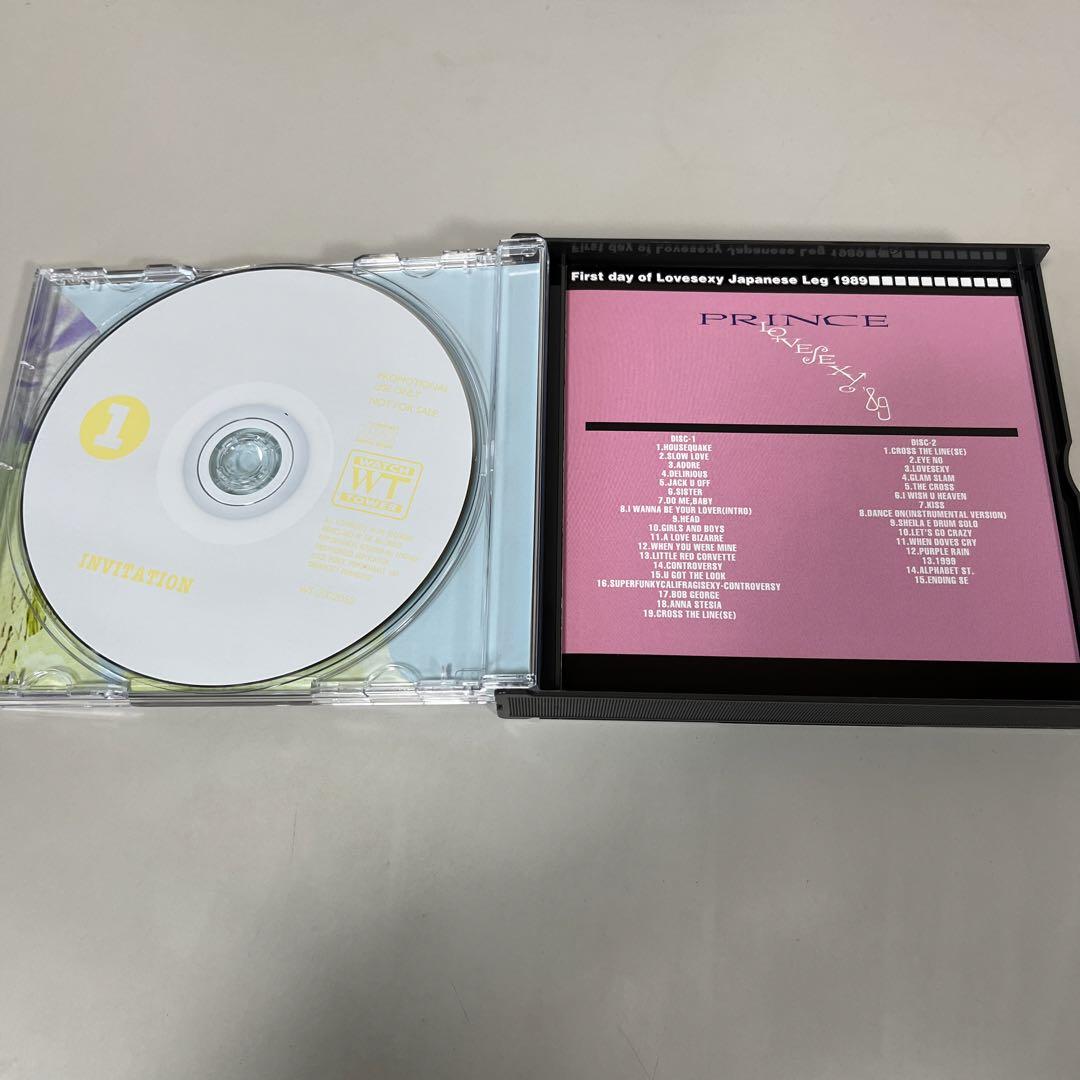 1
PROMOTIONAL
USE ONLY
NOT FOR SALE
WATCH
WT
TOWER
INVITATION
First day of Lovesexy Japanese Leg 1989
First day of Lovesexy Japanese Leg 1989
PRINCE
LOVESEXY '89
DISC-1
1.HOUSEQUAKE
2.SLOW LOVE
3.ADORE
4.DELIRIOUS
5.JACK U OFF
6.SISTER
7.DO ME,BABY
8.I WANNA BE YOUR LOVER(INTRO)
9.HEAD
10.GIRLS AND BOYS
11.A LOVE BIZARRE
12.WHEN YOU WERE MINE
13.LITTLE RED CORVETTE
14.CONTROVERSY
15.U GOT THE LOOK
16.SUPERFUNKYCALIFRAGISEXY-CONTROVERSY
17.BOB GEORGE
18.ANNA STESIA
19.CROSS THE LINE(SE)
DISC-2
1.CROSS THE LINE(SE)
2.EYE NO
3.LOVESEXY
4.GLAM SLAM
5.THE CROSS
6.I WISH U HEAVEN
7.KISS
8.DANCE ON(INSTRUMENTAL VERSION)
9.SHEILA E DRUM SOLO
10.LET'S GO CRAZY
11.WHEN DOVES CRY
12.PURPLE RAIN
13.1999
14.ALPHABET ST.
15.ENDING SE